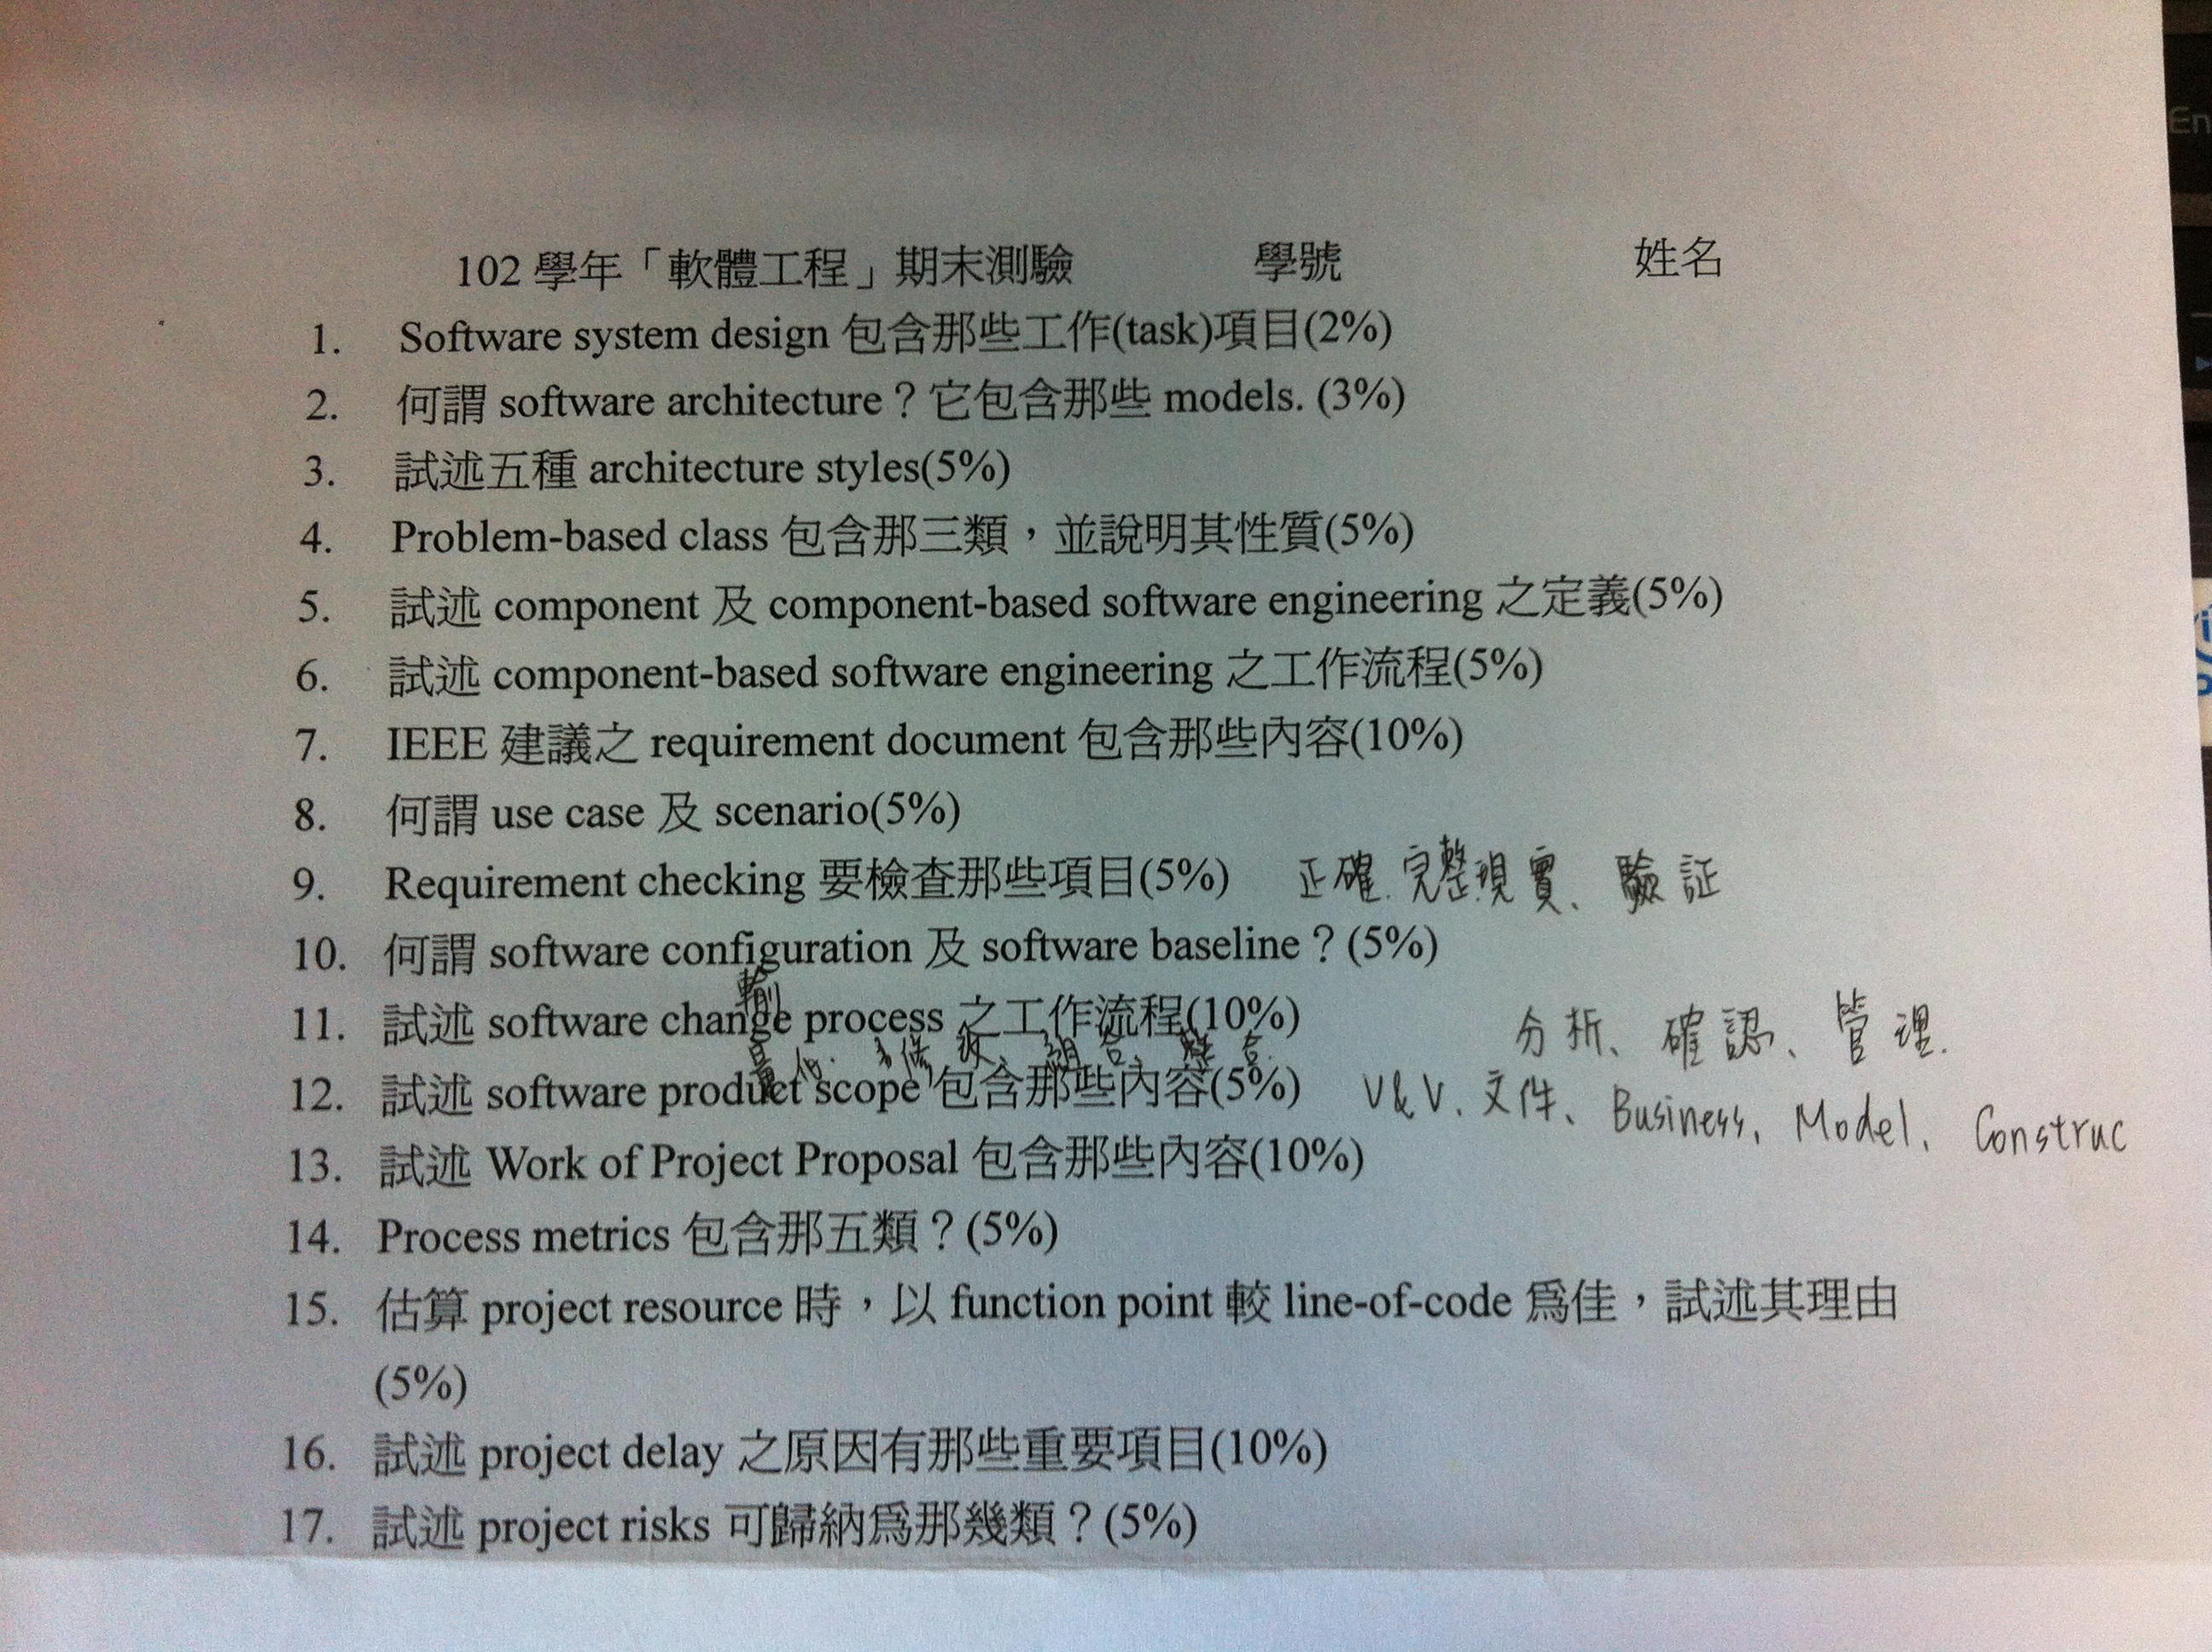 102 學年「軟體工程」期末測驗 學號 姓名
1. Software system design 包含那些工作(task)項目(2%)
2. 何謂 software architecture？它包含那些 models. (3%)
3. 試述五種 architecture styles(5%)
4. Problem-based class 包含那三類，並說明其性質(5%)
5. 試述 component 及 component-based software engineering 之定義(5%)
6. 試述 component-based software engineering 之工作流程(5%)
7. IEEE 建議之 requirement document 包含那些內容(10%)
8. 何謂 use case 及 scenario(5%)
9. Requirement checking 要檢查那些項目(5%) 正確.完整現實、驗証
10. 何謂 software configuration 及 software baseline？(5%)
11. 試述 software change process 之工作流程(10%) 分析、確認、管理.
12. 試述 software product scope 包含那些內容(5%) V&V、文件、Business、Model、Construc
13. 試述 Work of Project Proposal 包含那些內容(10%)
14. Process metrics 包含那五類？(5%)
15. 估算 project resource 時，以 function point 較 line-of-code 爲佳，試述其理由
(5%)
16. 試述 project delay 之原因有那些重要項目(10%)
17. 試述 project risks 可歸納爲那幾類？(5%)
En